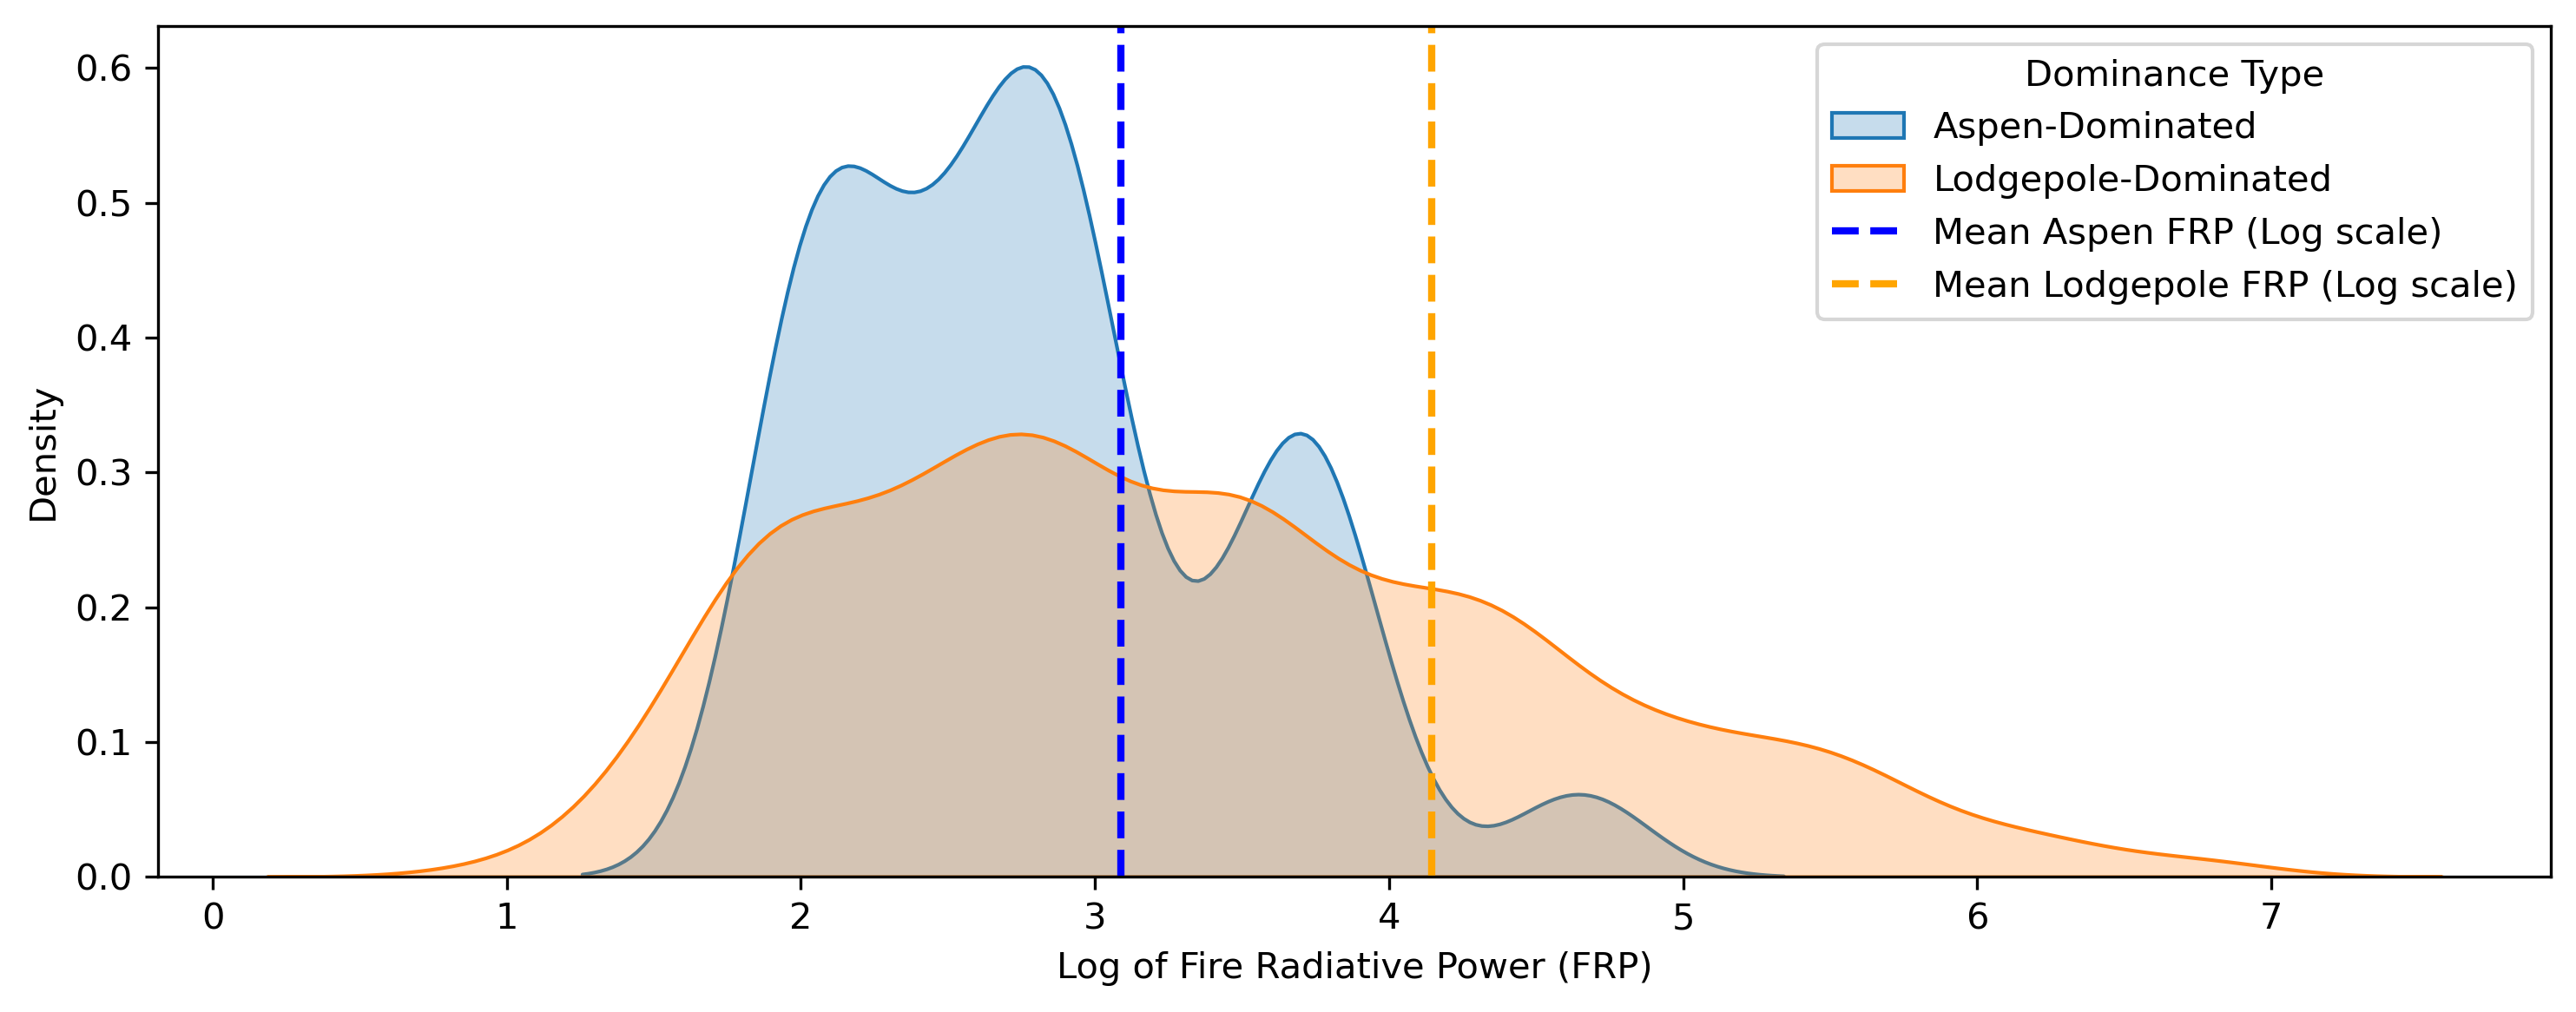 Dominance Type
Aspen-Dominated
Lodgepole-Dominated
Mean Aspen FRP (Log scale)
Mean Lodgepole FRP (Log scale)
Density
0.6
0.5
0.4
0.3
0.2
0.1
0.0
0 1 2 3 4 5 6 7
Log of Fire Radiative Power (FRP)